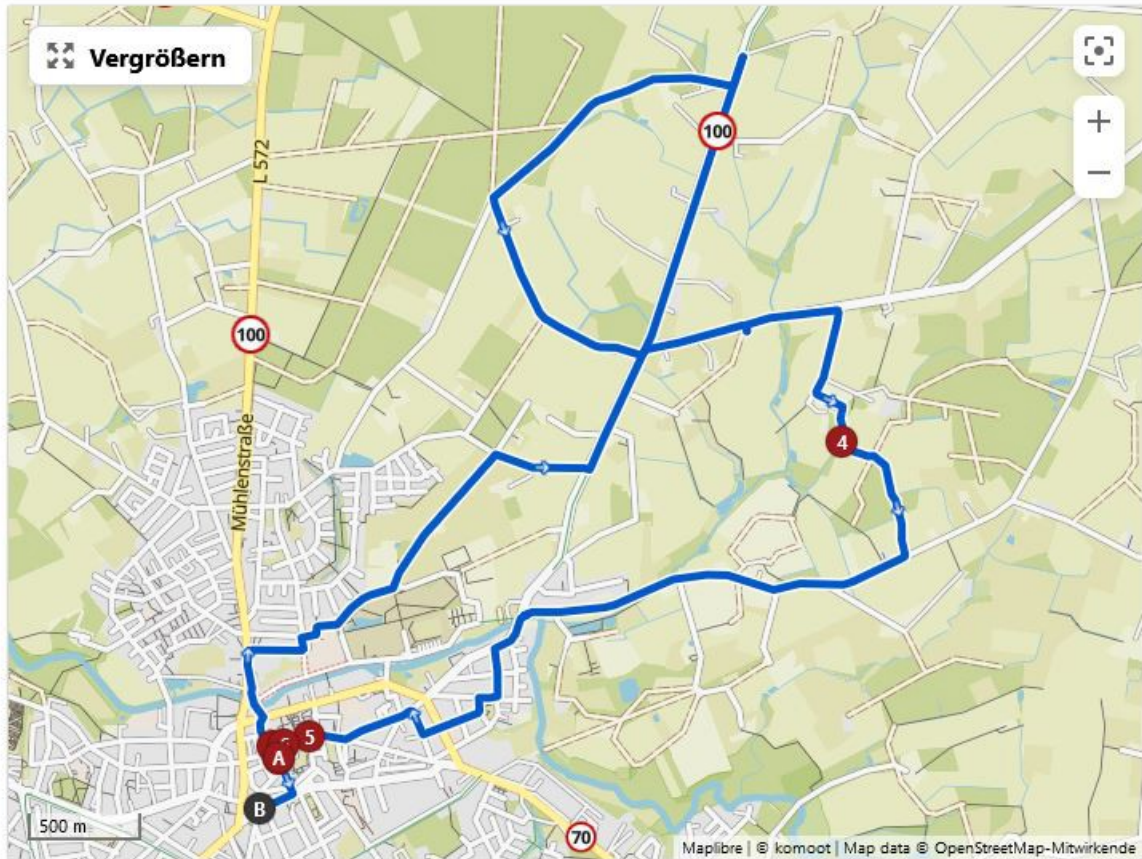 Vergrößern
+
−
100
L 572
100
Mühlenstraße
4
5
A
B
500 m
70
Maplibre | © komoot | Map data © OpenStreetMap-Mitwirkende